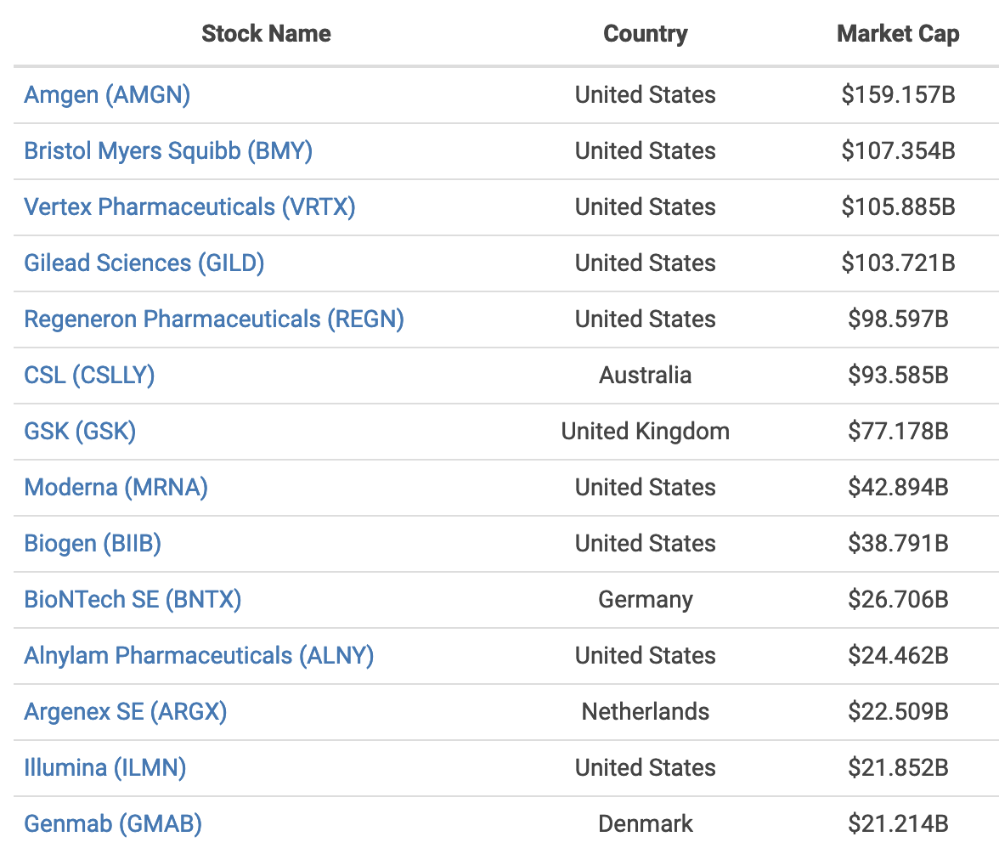 Stock Name Country Market Cap
Amgen (AMGN) United States $159.157B
Bristol Myers Squibb (BMY) United States $107.354B
Vertex Pharmaceuticals (VRTX) United States $105.885B
Gilead Sciences (GILD) United States $103.721B
Regeneron Pharmaceuticals (REGN) United States $98.597B
CSL (CSLLY) Australia $93.585B
GSK (GSK) United Kingdom $77.178B
Moderna (MRNA) United States $42.894B
Biogen (BIIB) United States $38.791B
BioNTech SE (BNTX) Germany $26.706B
Alnylam Pharmaceuticals (ALNY) United States $24.462B
Argenex SE (ARGX) Netherlands $22.509B
Illumina (ILMN) United States $21.852B
Genmab (GMAB) Denmark $21.214B